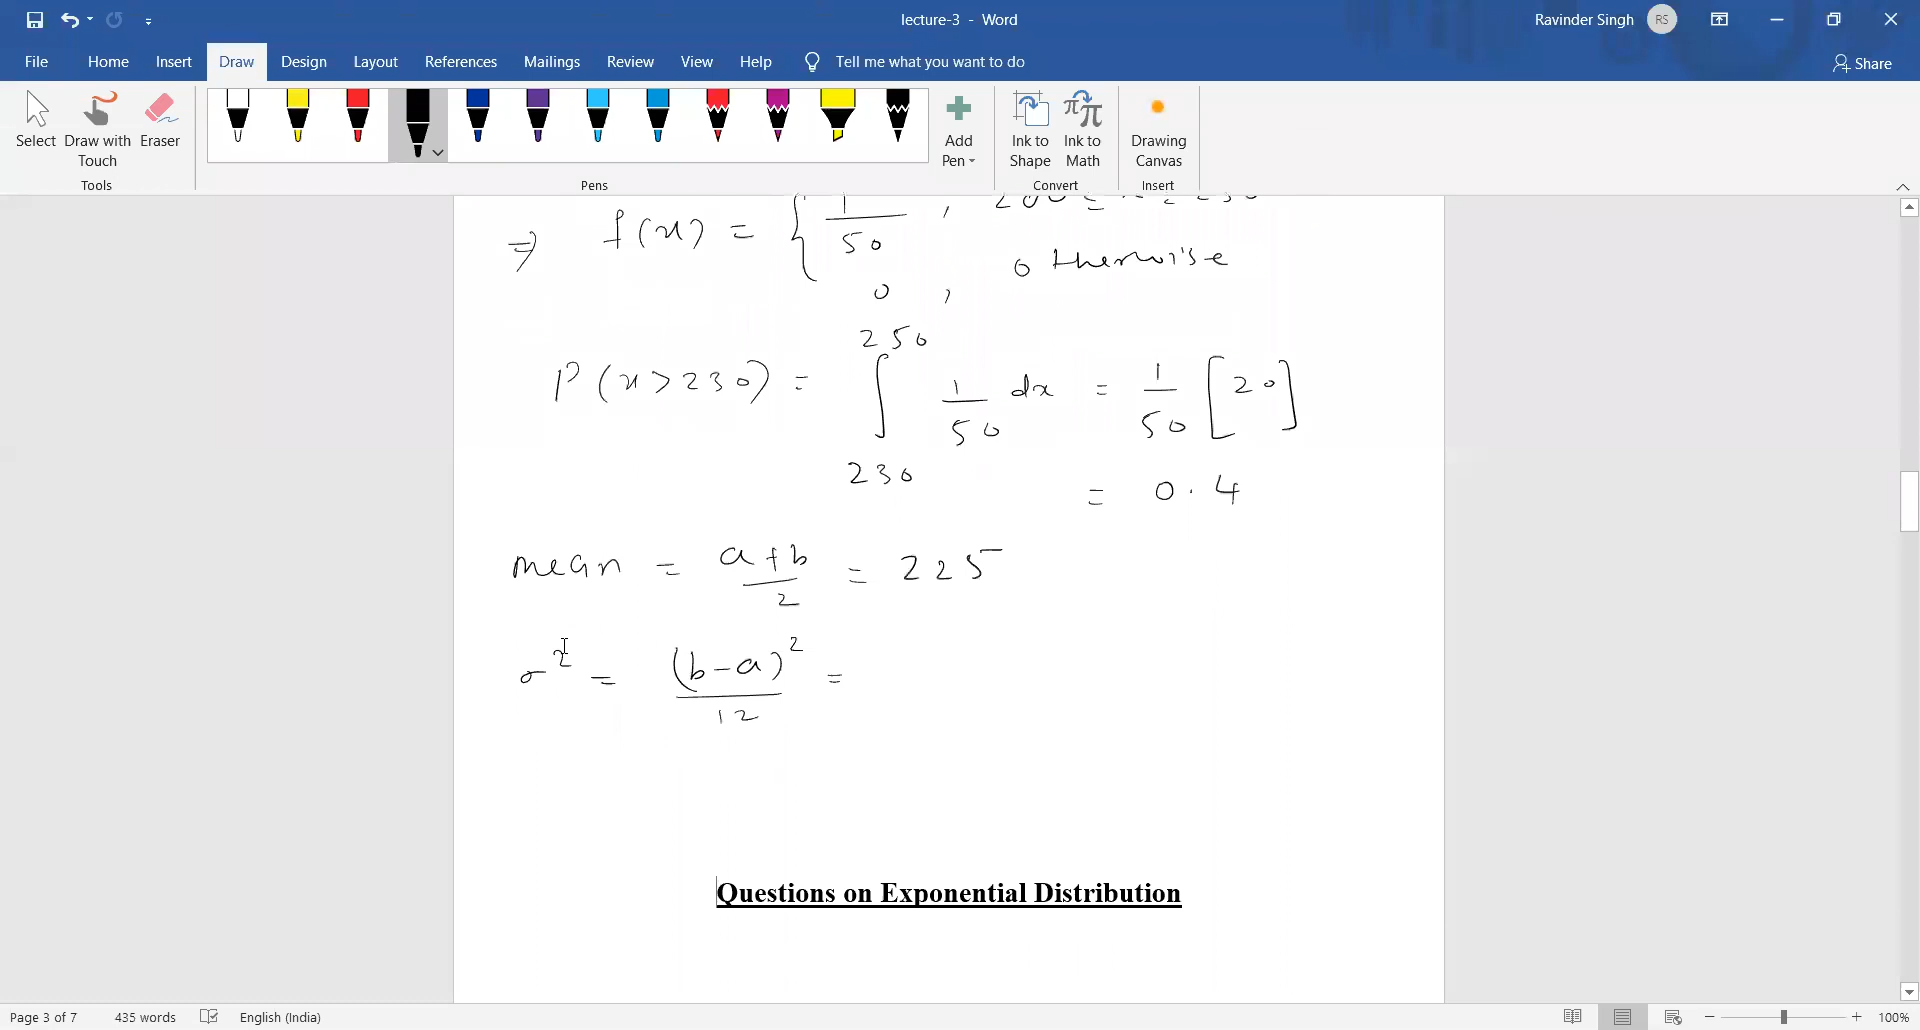 lecture-3 - Word
Ravinder Singh RS
File Home Insert Draw Design Layout References Mailings Review View Help Tell me what you want to do Share
Select Draw with Touch Eraser Add Pen Ink to Shape Ink to Math Drawing Canvas
Tools Pens Convert Insert
⇒ f(x) = { 1/50 ,
0 , otherwise
P(x>230) = ∫_{230}^{250} 1/50 dx = 1/50 [20]
= 0.4
mean = a+b/2 = 225
σ² = (b-a)²/12 =
Questions on Exponential Distribution
Page 3 of 7 435 words English (India) 100%